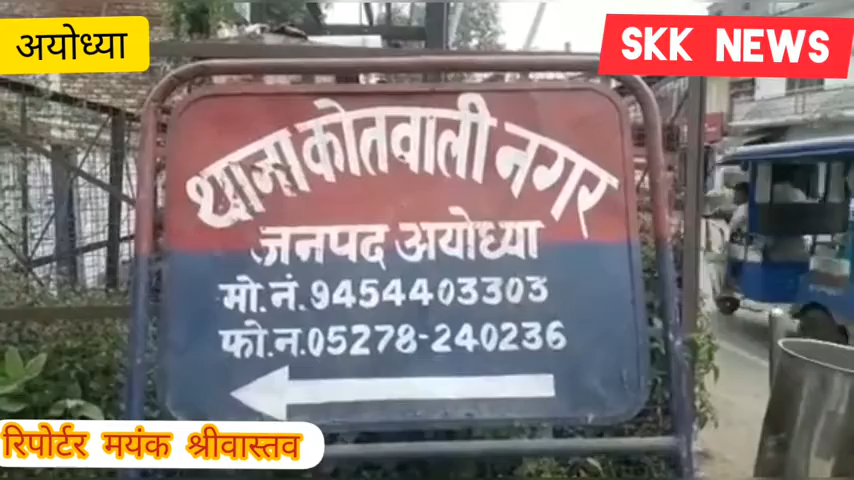 अयोध्या
SKK NEWS
थाना कोतवाली नगर
जनपद अयोध्या
मो.नं.9454403303
फो.न.05278-240236
रिपोर्टर मयंक श्रीवास्तव